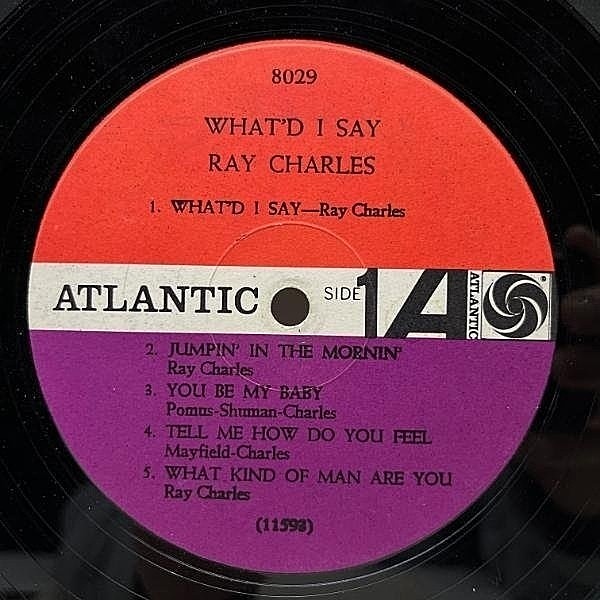 8029
WHAT'D I SAY
RAY CHARLES
1. WHAT'D I SAY—Ray Charles
ATLANTIC SIDE 1 A ATLANTIC
2. JUMPIN' IN THE MORNIN'
Ray Charles
3. YOU BE MY BABY
Pomus-Shuman-Charles
4. TELL ME HOW DO YOU FEEL
Mayfield-Charles
5. WHAT KIND OF MAN ARE YOU
Ray Charles
(11593)